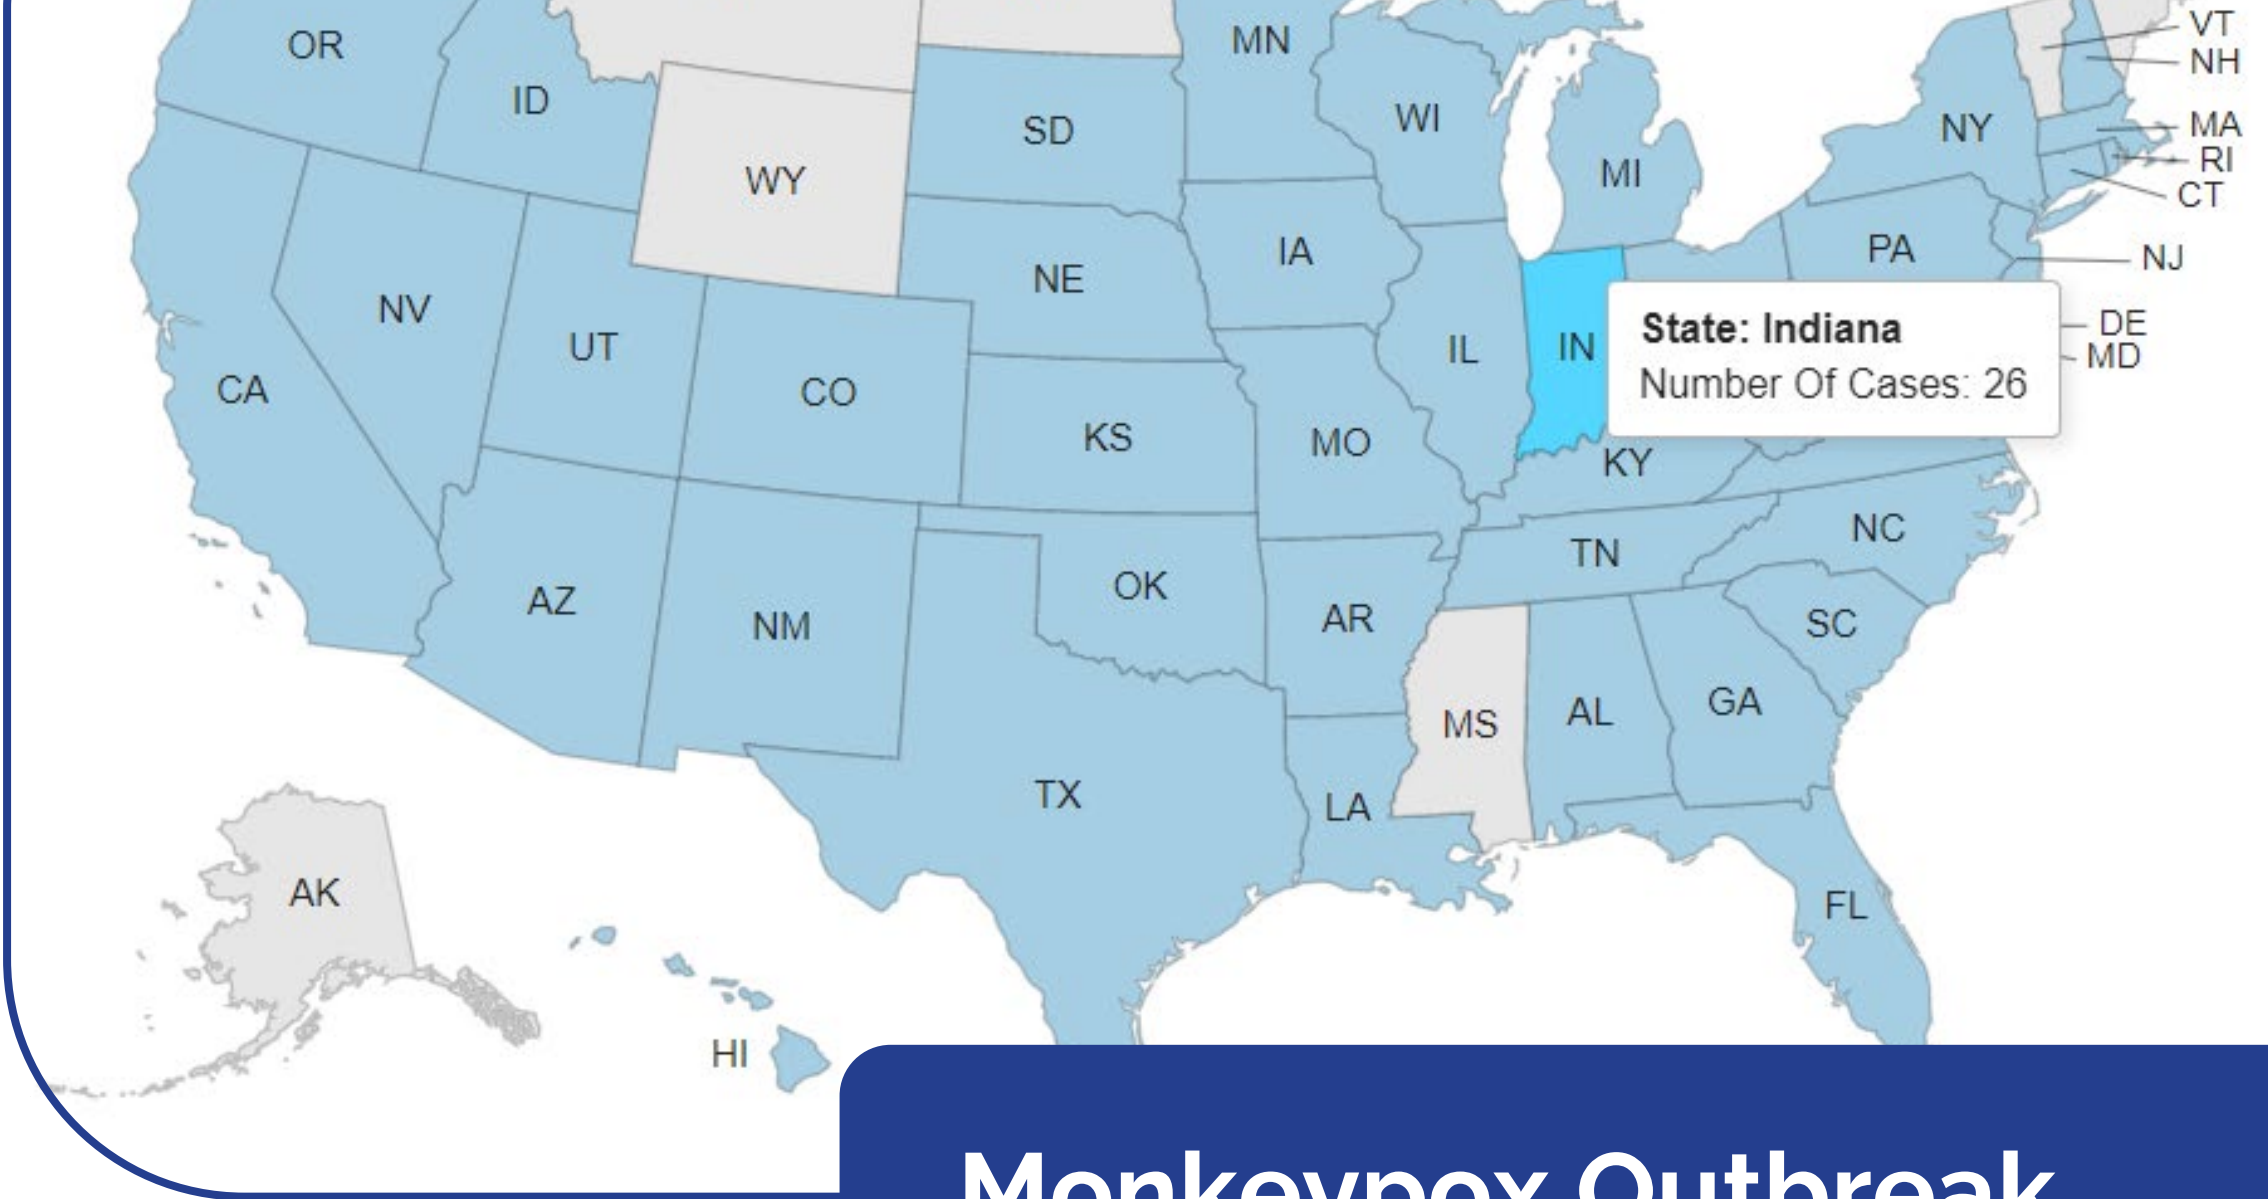 VT
OR
MN
NH
ID
WI
MA
NY
SD
RI
MI
WY
CT
IA
PA
NJ
NE
NV
DE
State: Indiana
UT
IL
IN
MD
Number Of Cases: 26
CA
CO
KS
MO
KY
NC
TN
OK
AZ
AR
SC
NM
GA
AL
MS
TX
LA
AK
FL
HI
Monkeypox Outbreak